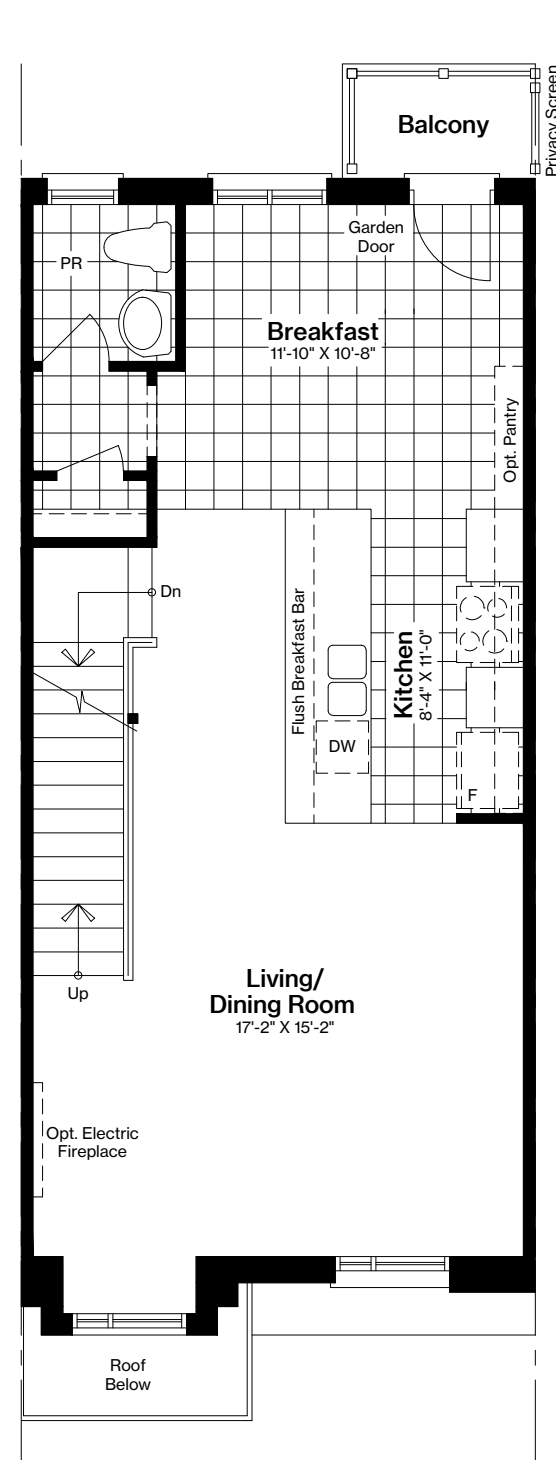 Balcony
Privacy Screen
Garden
Door
PR
Breakfast
11'-10" X 10'-8"
Opt. Pantry
Dn
Flush Breakfast Bar
Kitchen
8'-4" X 11'-0"
DW
F
Living/
Dining Room
17'-2" X 15'-2"
Up
Opt. Electric
Fireplace
Roof
Below